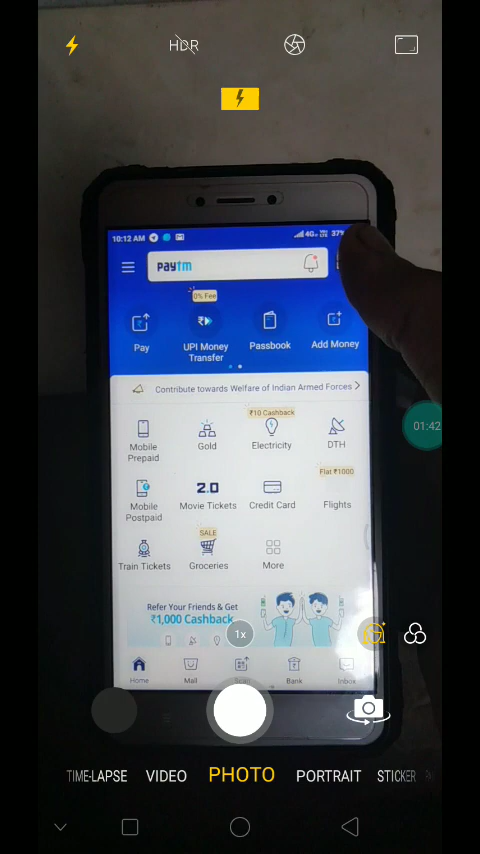 HDR
10:12 AM
4G+
37%
paytm
0% Fee
Pay
UPI Money
Transfer
Passbook
Add Money
Contribute towards Welfare of Indian Armed Forces
₹10 Cashback
Mobile
Prepaid
Gold
Electricity
DTH
Flat ₹1000
01:42
Mobile
Postpaid
2.0
Movie Tickets
Credit Card
Flights
SALE
Train Tickets
Groceries
More
Refer Your Friends & Get
₹1,000 Cashback
1x
Home
Mall
Bank
Inbox
TIME-LAPSE
VIDEO
PHOTO
PORTRAIT
STICKER